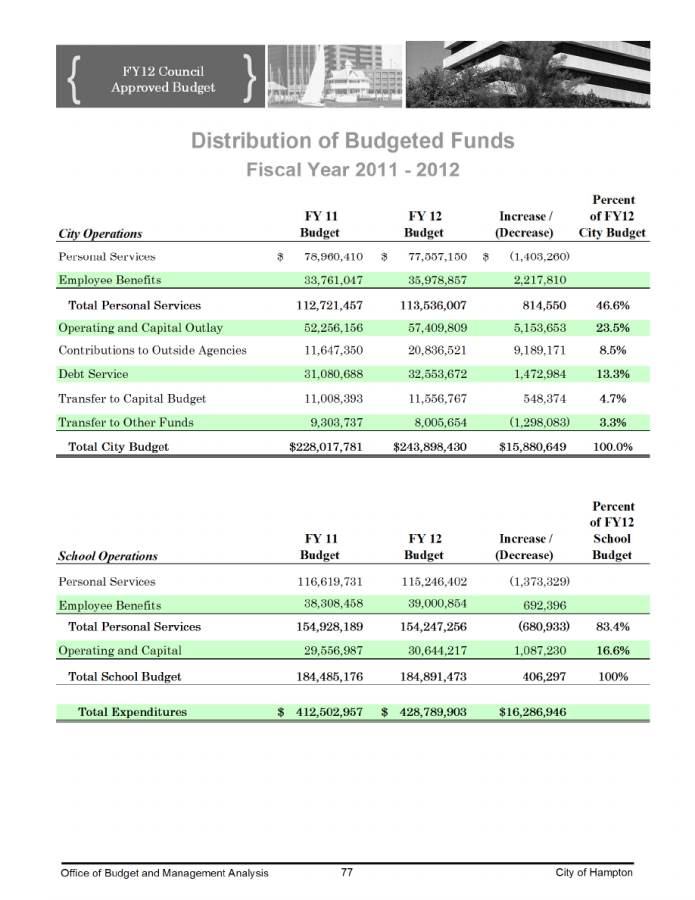 FY12 Council
Approved Budget
Distribution of Budgeted Funds
Fiscal Year 2011 - 2012
City Operations FY 11 Budget FY 12 Budget Increase / (Decrease) Percent of FY12 City Budget
Personal Services $ 78,960,410 $ 77,557,150 $ (1,403,260)
Employee Benefits 33,761,047 35,978,857 2,217,810
Total Personal Services 112,721,457 113,536,007 814,550 46.6%
Operating and Capital Outlay 52,256,156 57,409,809 5,153,653 23.5%
Contributions to Outside Agencies 11,647,350 20,836,521 9,189,171 8.5%
Debt Service 31,080,688 32,553,672 1,472,984 13.3%
Transfer to Capital Budget 11,008,393 11,556,767 548,374 4.7%
Transfer to Other Funds 9,303,737 8,005,654 (1,298,083) 3.3%
Total City Budget $228,017,781 $243,898,430 $15,880,649 100.0%
School Operations FY 11 Budget FY 12 Budget Increase / (Decrease) Percent of FY12 School Budget
Personal Services 116,619,731 115,246,402 (1,373,329)
Employee Benefits 38,308,458 39,000,854 692,396
Total Personal Services 154,928,189 154,247,256 (680,933) 83.4%
Operating and Capital 29,556,987 30,644,217 1,087,230 16.6%
Total School Budget 184,485,176 184,891,473 406,297 100%
Total Expenditures $ 412,502,957 $ 428,789,903 $16,286,946
Office of Budget and Management Analysis 77 City of Hampton